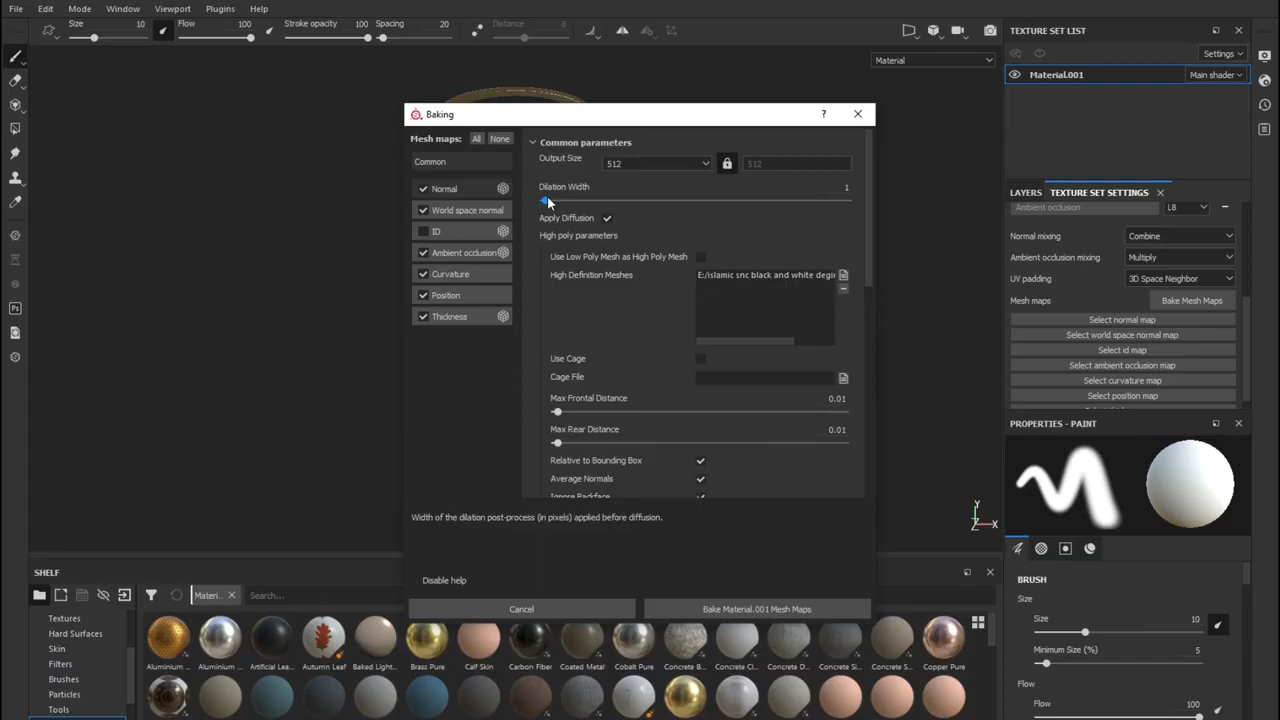 File Edit Mode Window Viewport Plugins Help
Size 10 Flow 100 Stroke opacity 100 Spacing 20 Distance 8
Material
TEXTURE SET LIST
Settings
Material.001 Main shader
Baking ?
Mesh maps: All None
Common
Normal
World space normal
ID
Ambient occlusion
Curvature
Position
Thickness
Common parameters
Output Size 512 512
Dilation Width 1
Apply Diffusion
High poly parameters
Use Low Poly Mesh as High Poly Mesh
High Definition Meshes E:/islamic snc black and white degin
Use Cage
Cage File
Max Frontal Distance 0.01
Max Rear Distance 0.01
Relative to Bounding Box
Average Normals
Ignore Backface
Width of the dilation post-process (in pixels) applied before diffusion.
Disable help
Cancel Bake Material.001 Mesh Maps
LAYERS TEXTURE SET SETTINGS
Ambient occlusion L8
Normal mixing Combine
Ambient occlusion mixing Multiply
UV padding 3D Space Neighbor
Mesh maps Bake Mesh Maps
Select normal map
Select world space normal map
Select id map
Select ambient occlusion map
Select curvature map
Select position map
PROPERTIES - PAINT
BRUSH
Size
Size 10
Minimum Size (%) 5
Flow
Flow 100
Y
Z X
SHELF
Materi... Search...
Textures
Hard Surfaces
Skin
Filters
Brushes
Particles
Tools
Aluminium ... Aluminium ... Artificial Lea... Autumn Leaf Baked Light... Brass Pure Calf Skin Carbon Fiber Coated Metal Cobalt Pure Concrete B... Concrete Cl... Concrete D... Concrete Si... Concrete S... Copper Pure